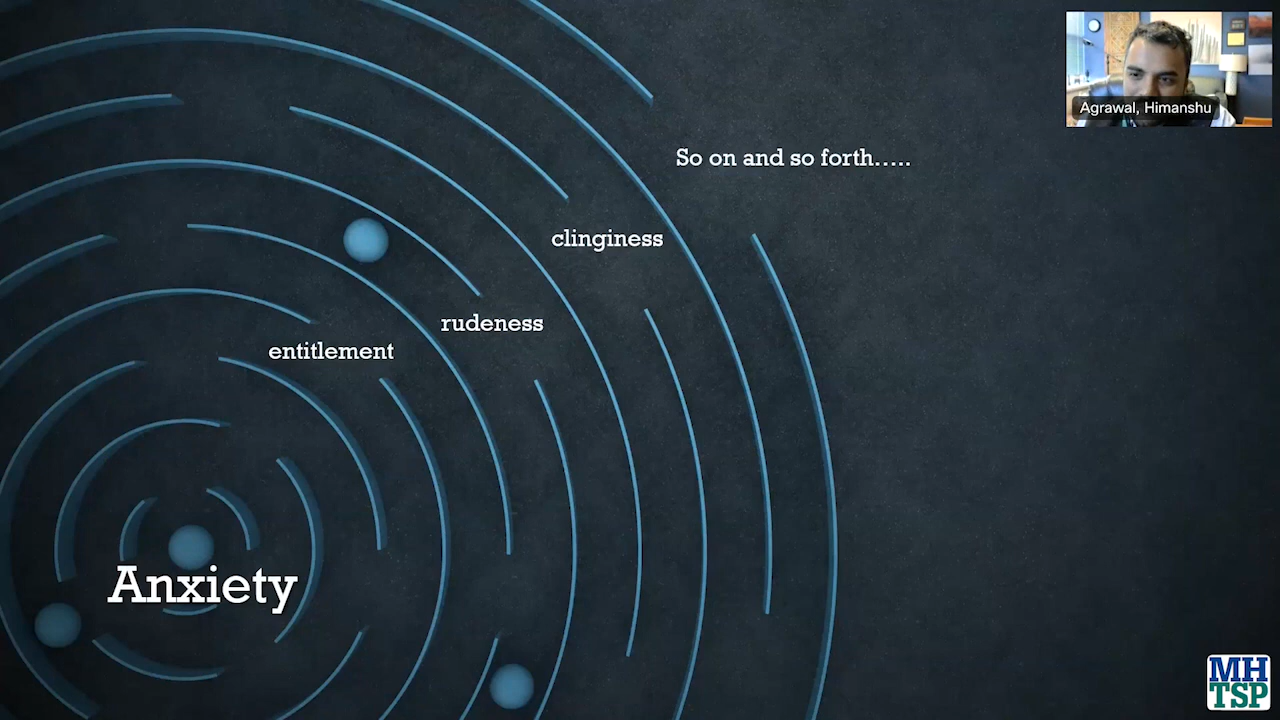 Agrawal, Himanshu
So on and so forth.....
clinginess
rudeness
entitlement
Anxiety
MH
TSP